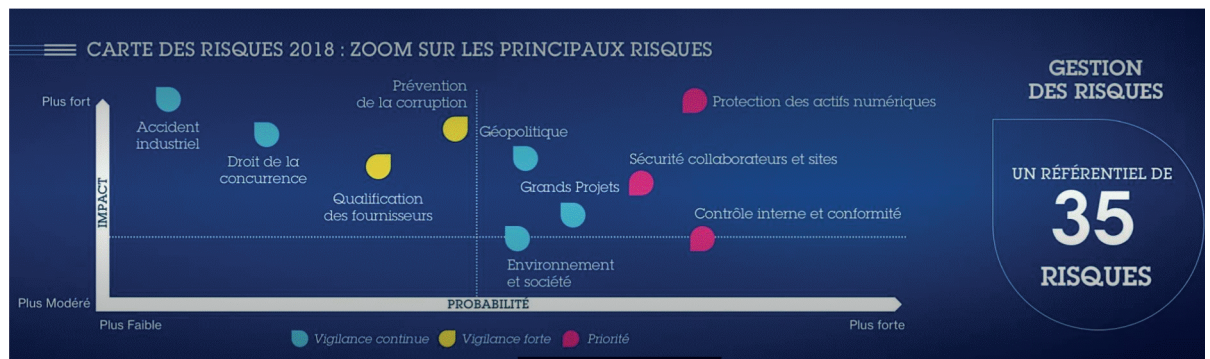 CARTE DES RISQUES 2018 : ZOOM SUR LES PRINCIPAUX RISQUES
Plus fort
IMPACT
Plus Modéré
Accident
industriel
Droit de la
concurrence
Prévention
de la corruption
Qualification
des fournisseurs
Géopolitique
Grands Projets
Environnement
et société
Protection des actifs numériques
Sécurité collaborateurs et sites
Contrôle interne et conformité
Plus Faible
PROBABILITÉ
Plus forte
Vigilance continue
Vigilance forte
Priorité
GESTION
DES RISQUES
UN RÉFÉRENTIEL DE
35
RISQUES